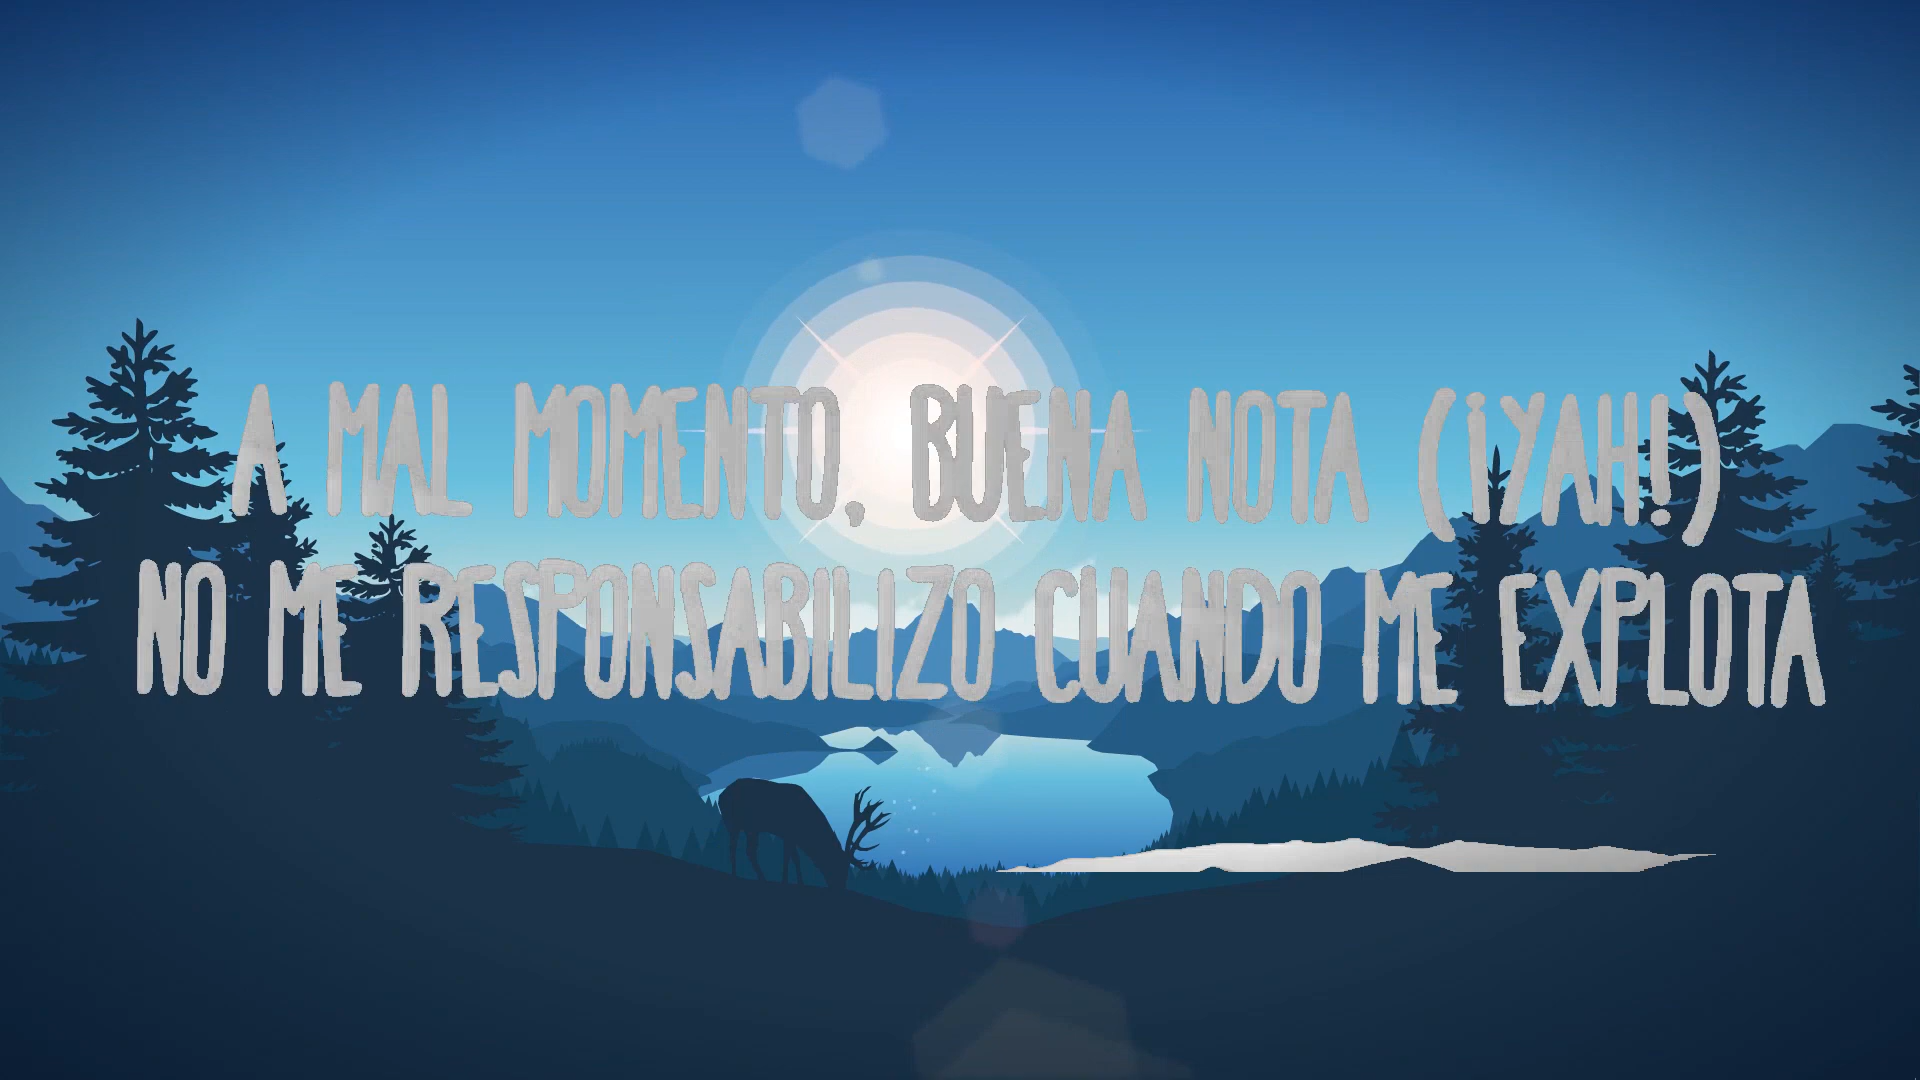 A MAL MOMENTO, BUENA NOTA (¡YAH!)
NO ME RESPONSABILIZO CUANDO ME EXPLOTA